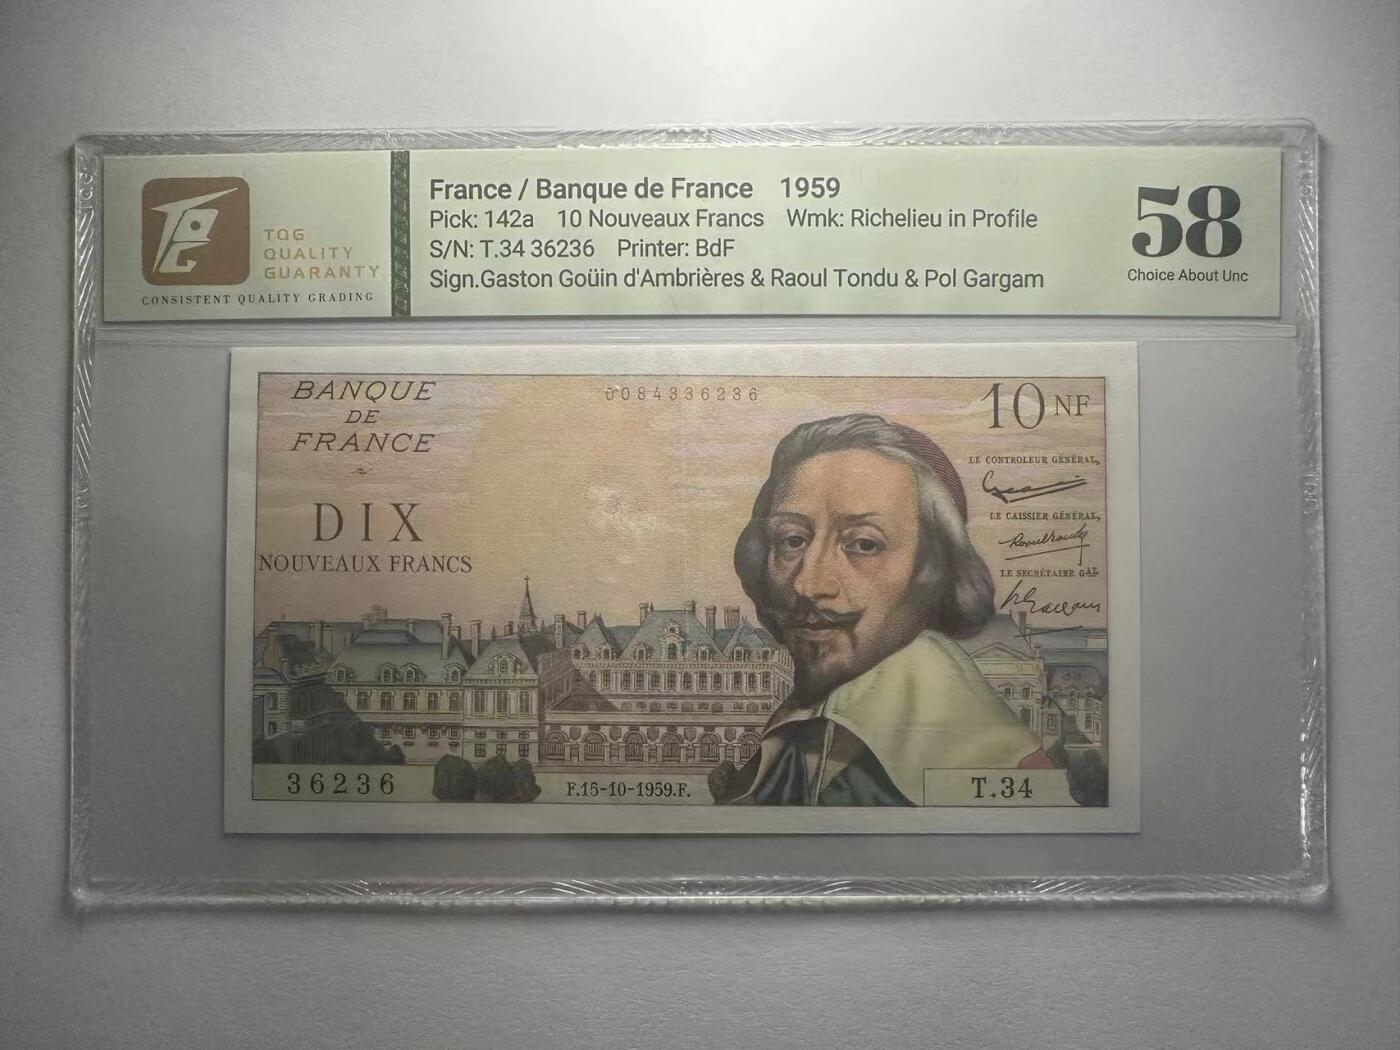 TQG
QUALITY
GUARANTY
CONSISTENT QUALITY GRADING
France / Banque de France 1959
Pick: 142a 10 Nouveaux Francs Wmk: Richelieu in Profile
S/N: T.34 36236 Printer: BdF
Sign.Gaston Goüin d'Ambrières & Raoul Tondu & Pol Gargam
58
Choice About Unc
BANQUE
DE
FRANCE
0084336236
10 NF
LE CONTROLEUR GÉNÉRAL,
LE CAISSIER GÉNÉRAL,
LE SECRÉTAIRE GAL
DIX
NOUVEAUX FRANCS
36236
F.15-10-1959.F.
T.34